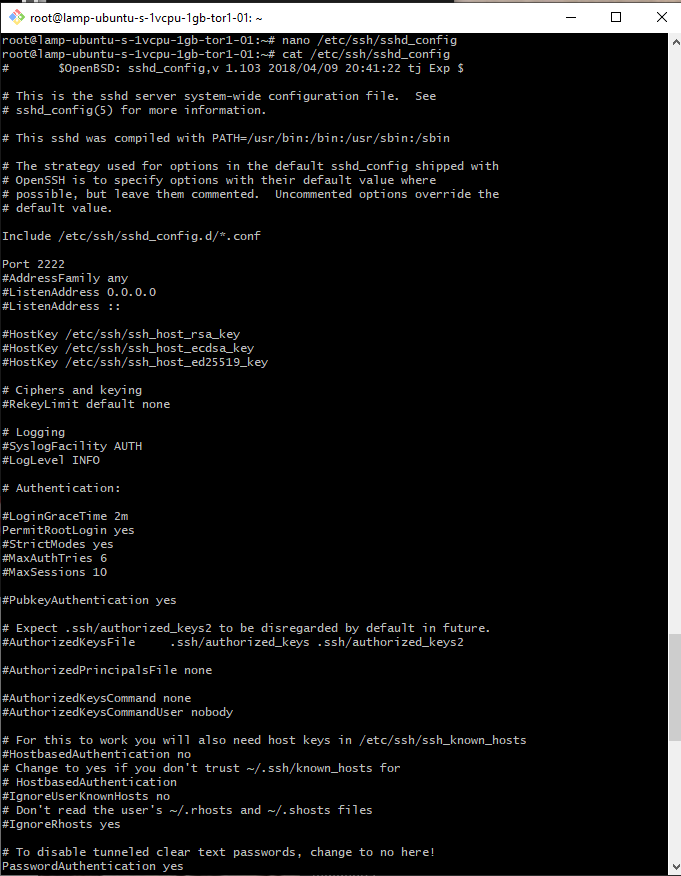 root@lamp-ubuntu-s-1vcpu-1gb-tor1-01: ~
root@lamp-ubuntu-s-1vcpu-1gb-tor1-01:~# nano /etc/ssh/sshd_config
root@lamp-ubuntu-s-1vcpu-1gb-tor1-01:~# cat /etc/ssh/sshd_config
#       $OpenBSD: sshd_config,v 1.103 2018/04/09 20:41:22 tj Exp $
# This is the sshd server system-wide configuration file.  See
# sshd_config(5) for more information.
# This sshd was compiled with PATH=/usr/bin:/bin:/usr/sbin:/sbin
# The strategy used for options in the default sshd_config shipped with
# OpenSSH is to specify options with their default value where
# possible, but leave them commented.  Uncommented options override the
# default value.
Include /etc/ssh/sshd_config.d/*.conf
Port 2222
#AddressFamily any
#ListenAddress 0.0.0.0
#ListenAddress ::
#HostKey /etc/ssh/ssh_host_rsa_key
#HostKey /etc/ssh/ssh_host_ecdsa_key
#HostKey /etc/ssh/ssh_host_ed25519_key
# Ciphers and keying
#RekeyLimit default none
# Logging
#SyslogFacility AUTH
#LogLevel INFO
# Authentication:
#LoginGraceTime 2m
PermitRootLogin yes
#StrictModes yes
#MaxAuthTries 6
#MaxSessions 10
#PubkeyAuthentication yes
# Expect .ssh/authorized_keys2 to be disregarded by default in future.
#AuthorizedKeysFile     .ssh/authorized_keys .ssh/authorized_keys2
#AuthorizedPrincipalsFile none
#AuthorizedKeysCommand none
#AuthorizedKeysCommandUser nobody
# For this to work you will also need host keys in /etc/ssh/ssh_known_hosts
#HostbasedAuthentication no
# Change to yes if you don't trust ~/.ssh/known_hosts for
# HostbasedAuthentication
#IgnoreUserKnownHosts no
# Don't read the user's ~/.rhosts and ~/.shosts files
#IgnoreRhosts yes
# To disable tunneled clear text passwords, change to no here!
PasswordAuthentication yes